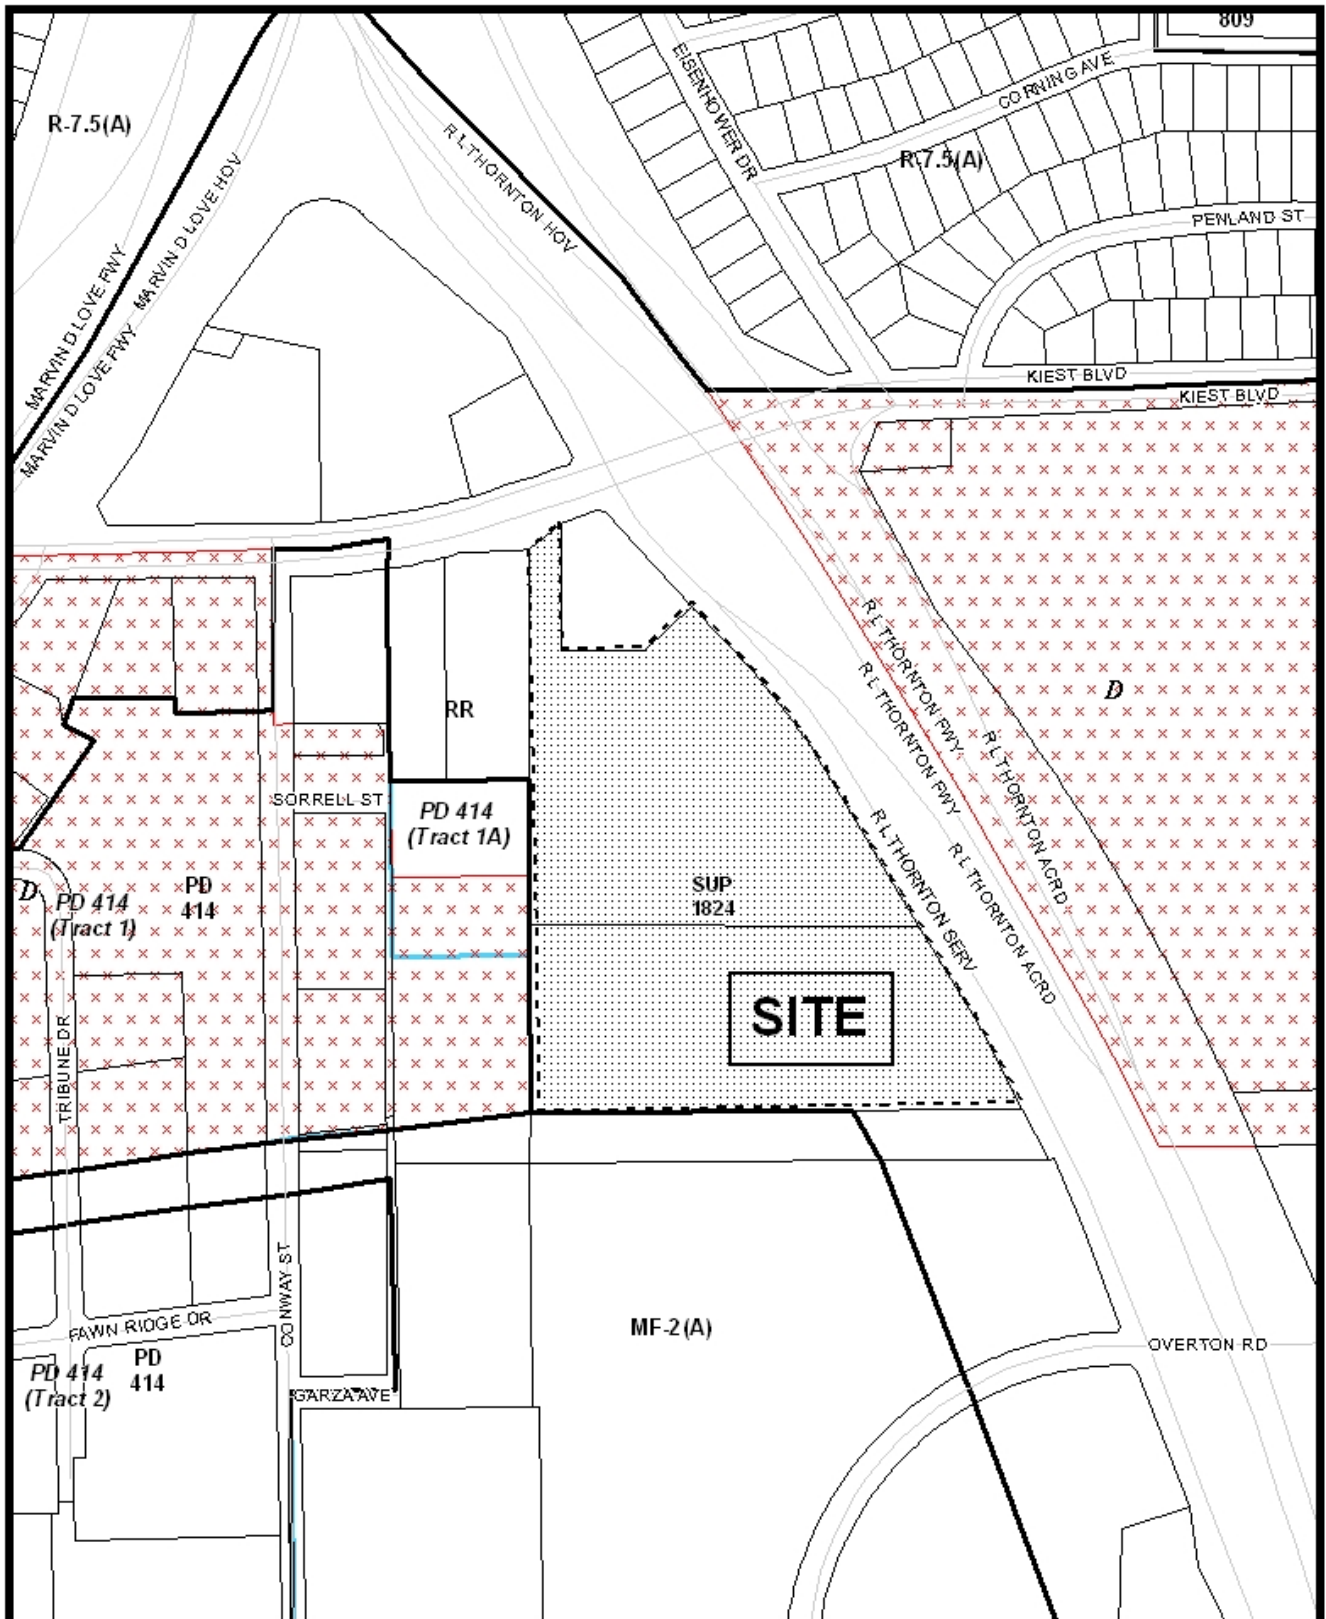 809
EISENHOWER DR
CORNING AVE
R-7.5(A)
R L THORNTON HOV
R-7.5(A)
MARVIN D LOVE HOV
PENLAND ST
MARVIN D LOVE FWY
MARVIN D LOVE FWY
KIEST BLVD
KIEST BLVD
R L THORNTON FWY
R L THORNTON FWY
D
RR
R L THORNTON ACRD
SORRELL ST
PD 414
(Tract 1A)
R L THORNTON SERV
R L THORNTON ACRD
D
PD 414
(Tract 1)
PD
414
SUP
1824
SITE
TRIBUNE DR
CONWAY ST
FAWN RIDGE DR
MF-2(A)
OVERTON RD
PD 414
(Tract 2)
PD
414
GARZA AVE